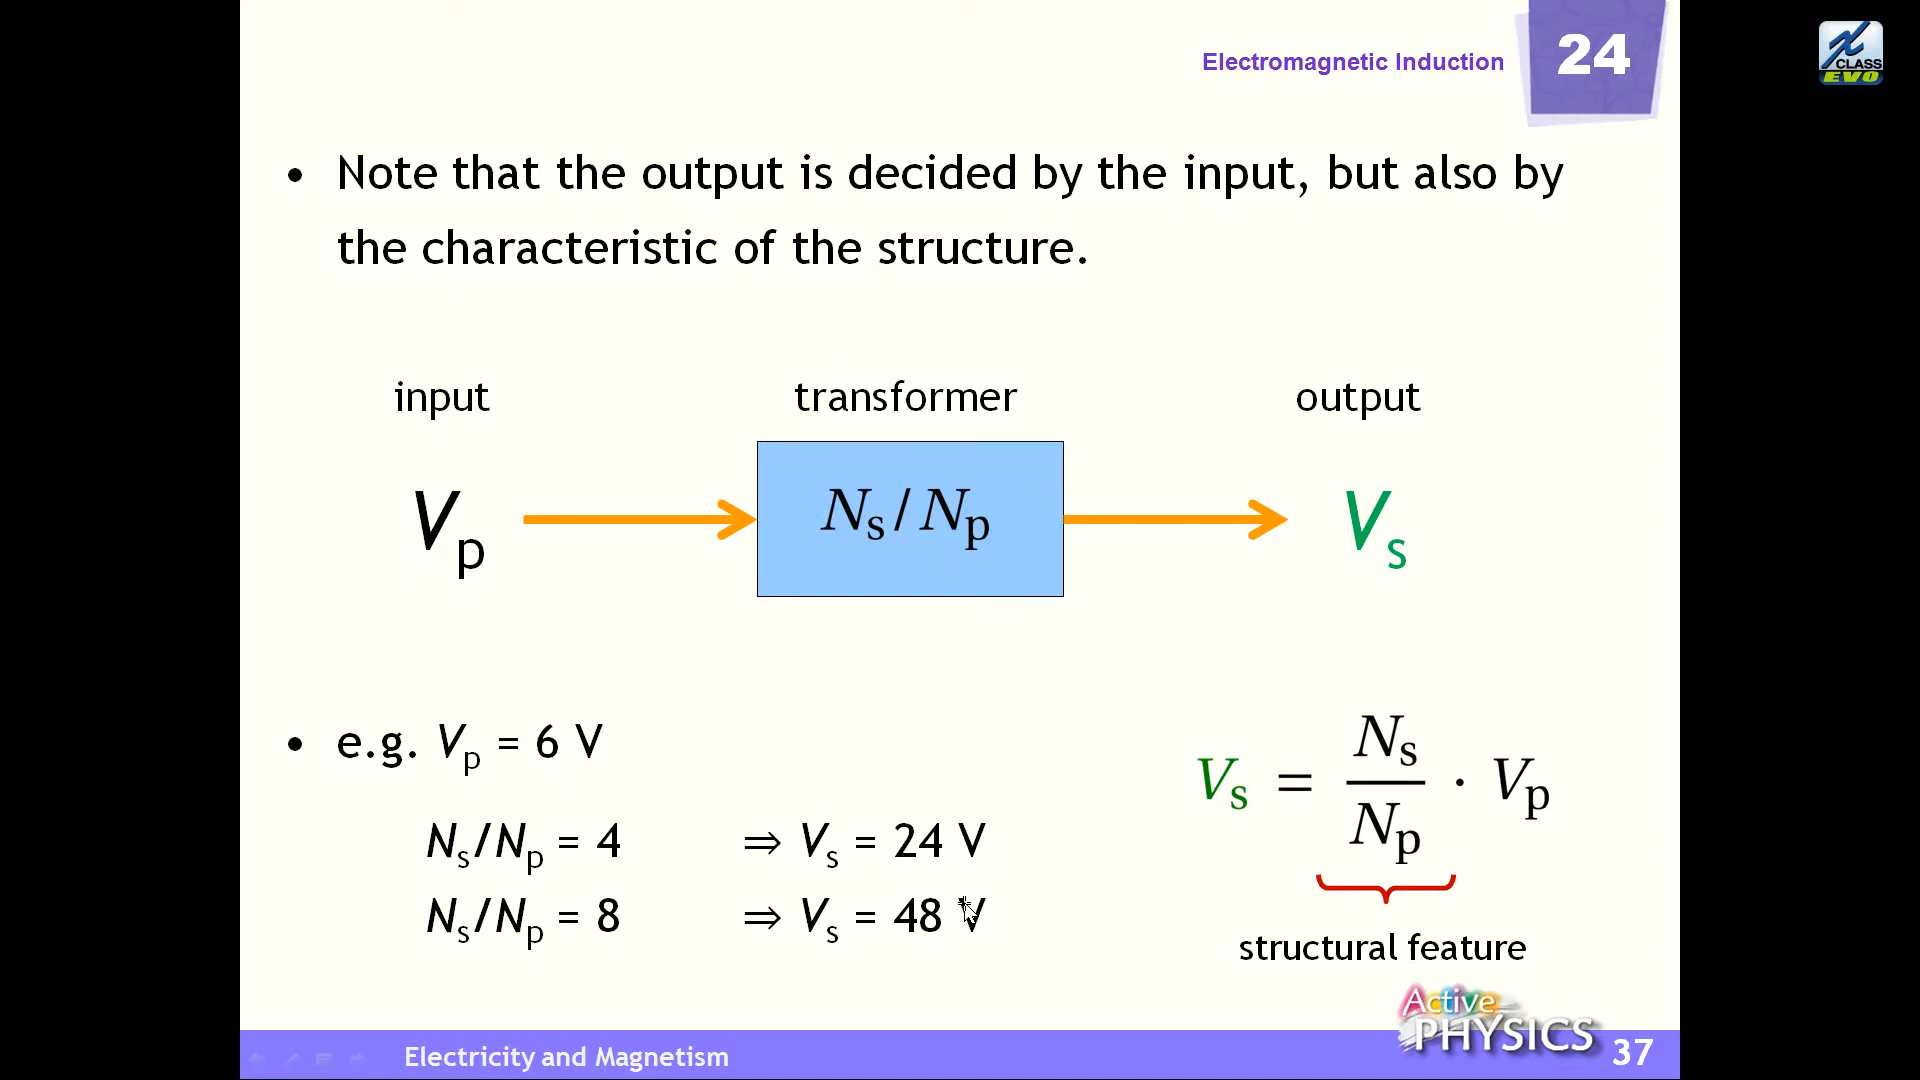 Electromagnetic Induction
24
CLASS
EVO
• Note that the output is decided by the input, but also by
the characteristic of the structure.
input
transformer
output
Vp
Ns/Np
Vs
• e.g. Vp = 6 V
Ns/Np = 4 ⇒ Vs = 24 V
Ns/Np = 8 ⇒ Vs = 48 V
Vs = Ns/Np · Vp
structural feature
Active
PHYSICS
Electricity and Magnetism
37